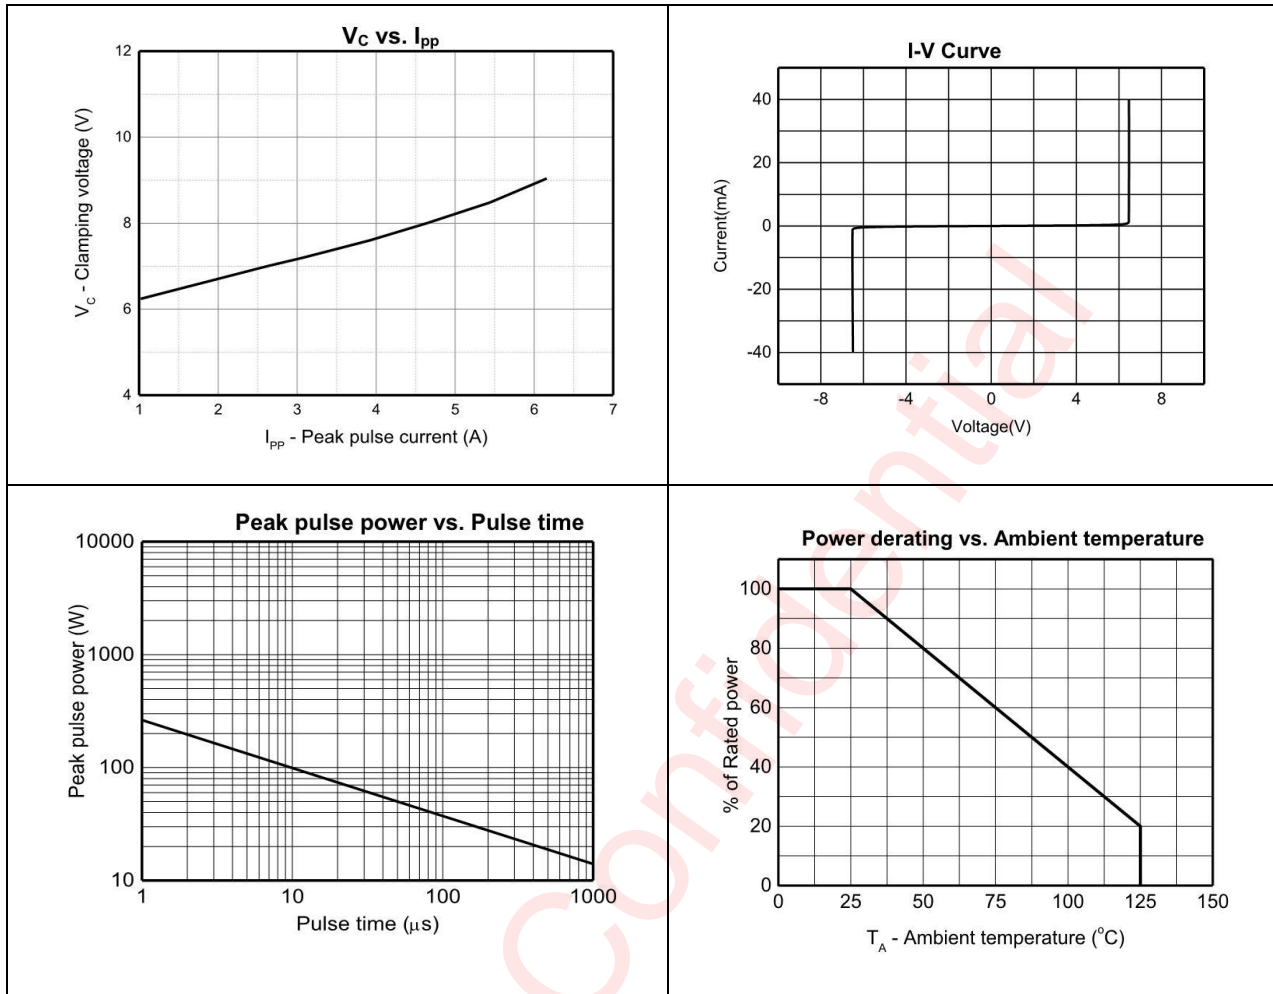 V_C vs. I_pp
12
10
8
6
4
1 2 3 4 5 6 7
V_C - Clamping voltage (V)
I_PP - Peak pulse current (A)
I-V Curve
40
20
0
-20
-40
-8 -4 0 4 8
Current(mA)
Voltage(V)
Peak pulse power vs. Pulse time
10000
1000
100
10
1 10 100 1000
Peak pulse power (W)
Pulse time (μs)
Power derating vs. Ambient temperature
100
80
60
40
20
0
0 25 50 75 100 125 150
% of Rated power
T_A - Ambient temperature (°C)
Confidential